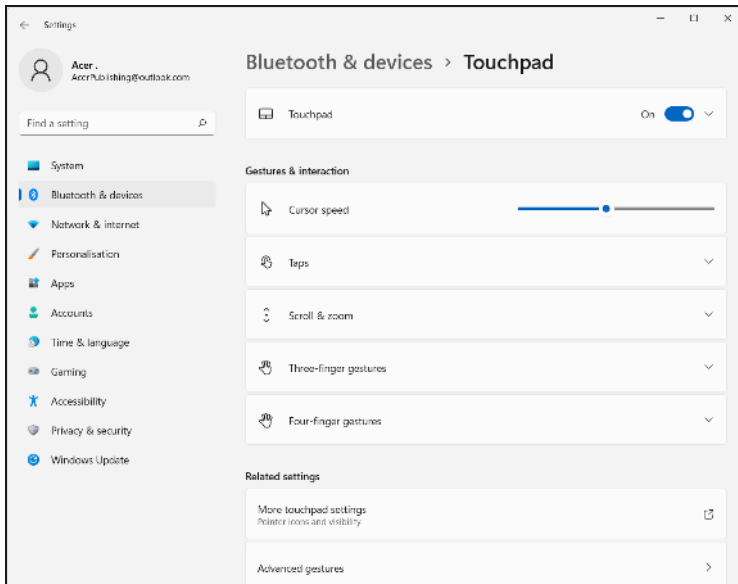 Settings
Acer .
AcerPublishing@outlook.com
Find a setting
System
Bluetooth & devices
Network & internet
Personalisation
Apps
Accounts
Time & language
Gaming
Accessibility
Privacy & security
Windows Update
Bluetooth & devices > Touchpad
Touchpad
On
Gestures & interaction
Cursor speed
Taps
Scroll & zoom
Three-finger gestures
Four-finger gestures
Related settings
More touchpad settings
Pointer icons and visibility
Advanced gestures